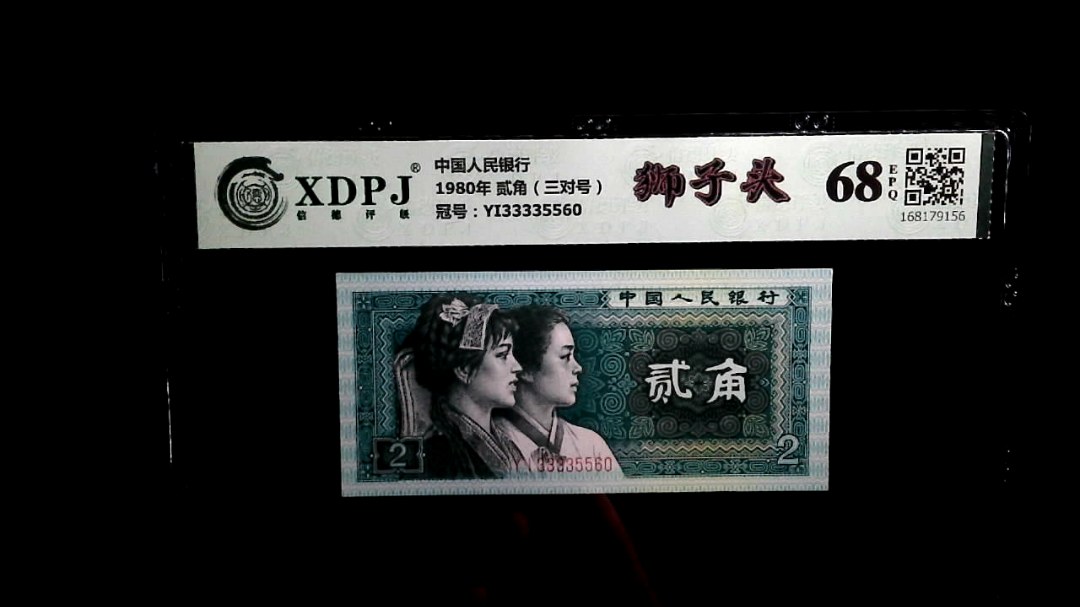 XDPJ®
信德评级
中国人民银行
1980年 贰角（三对号）
冠号：YI33335560
狮子头
68
EPQ
168179156
中国人民银行
贰角
2
2
YI33335560